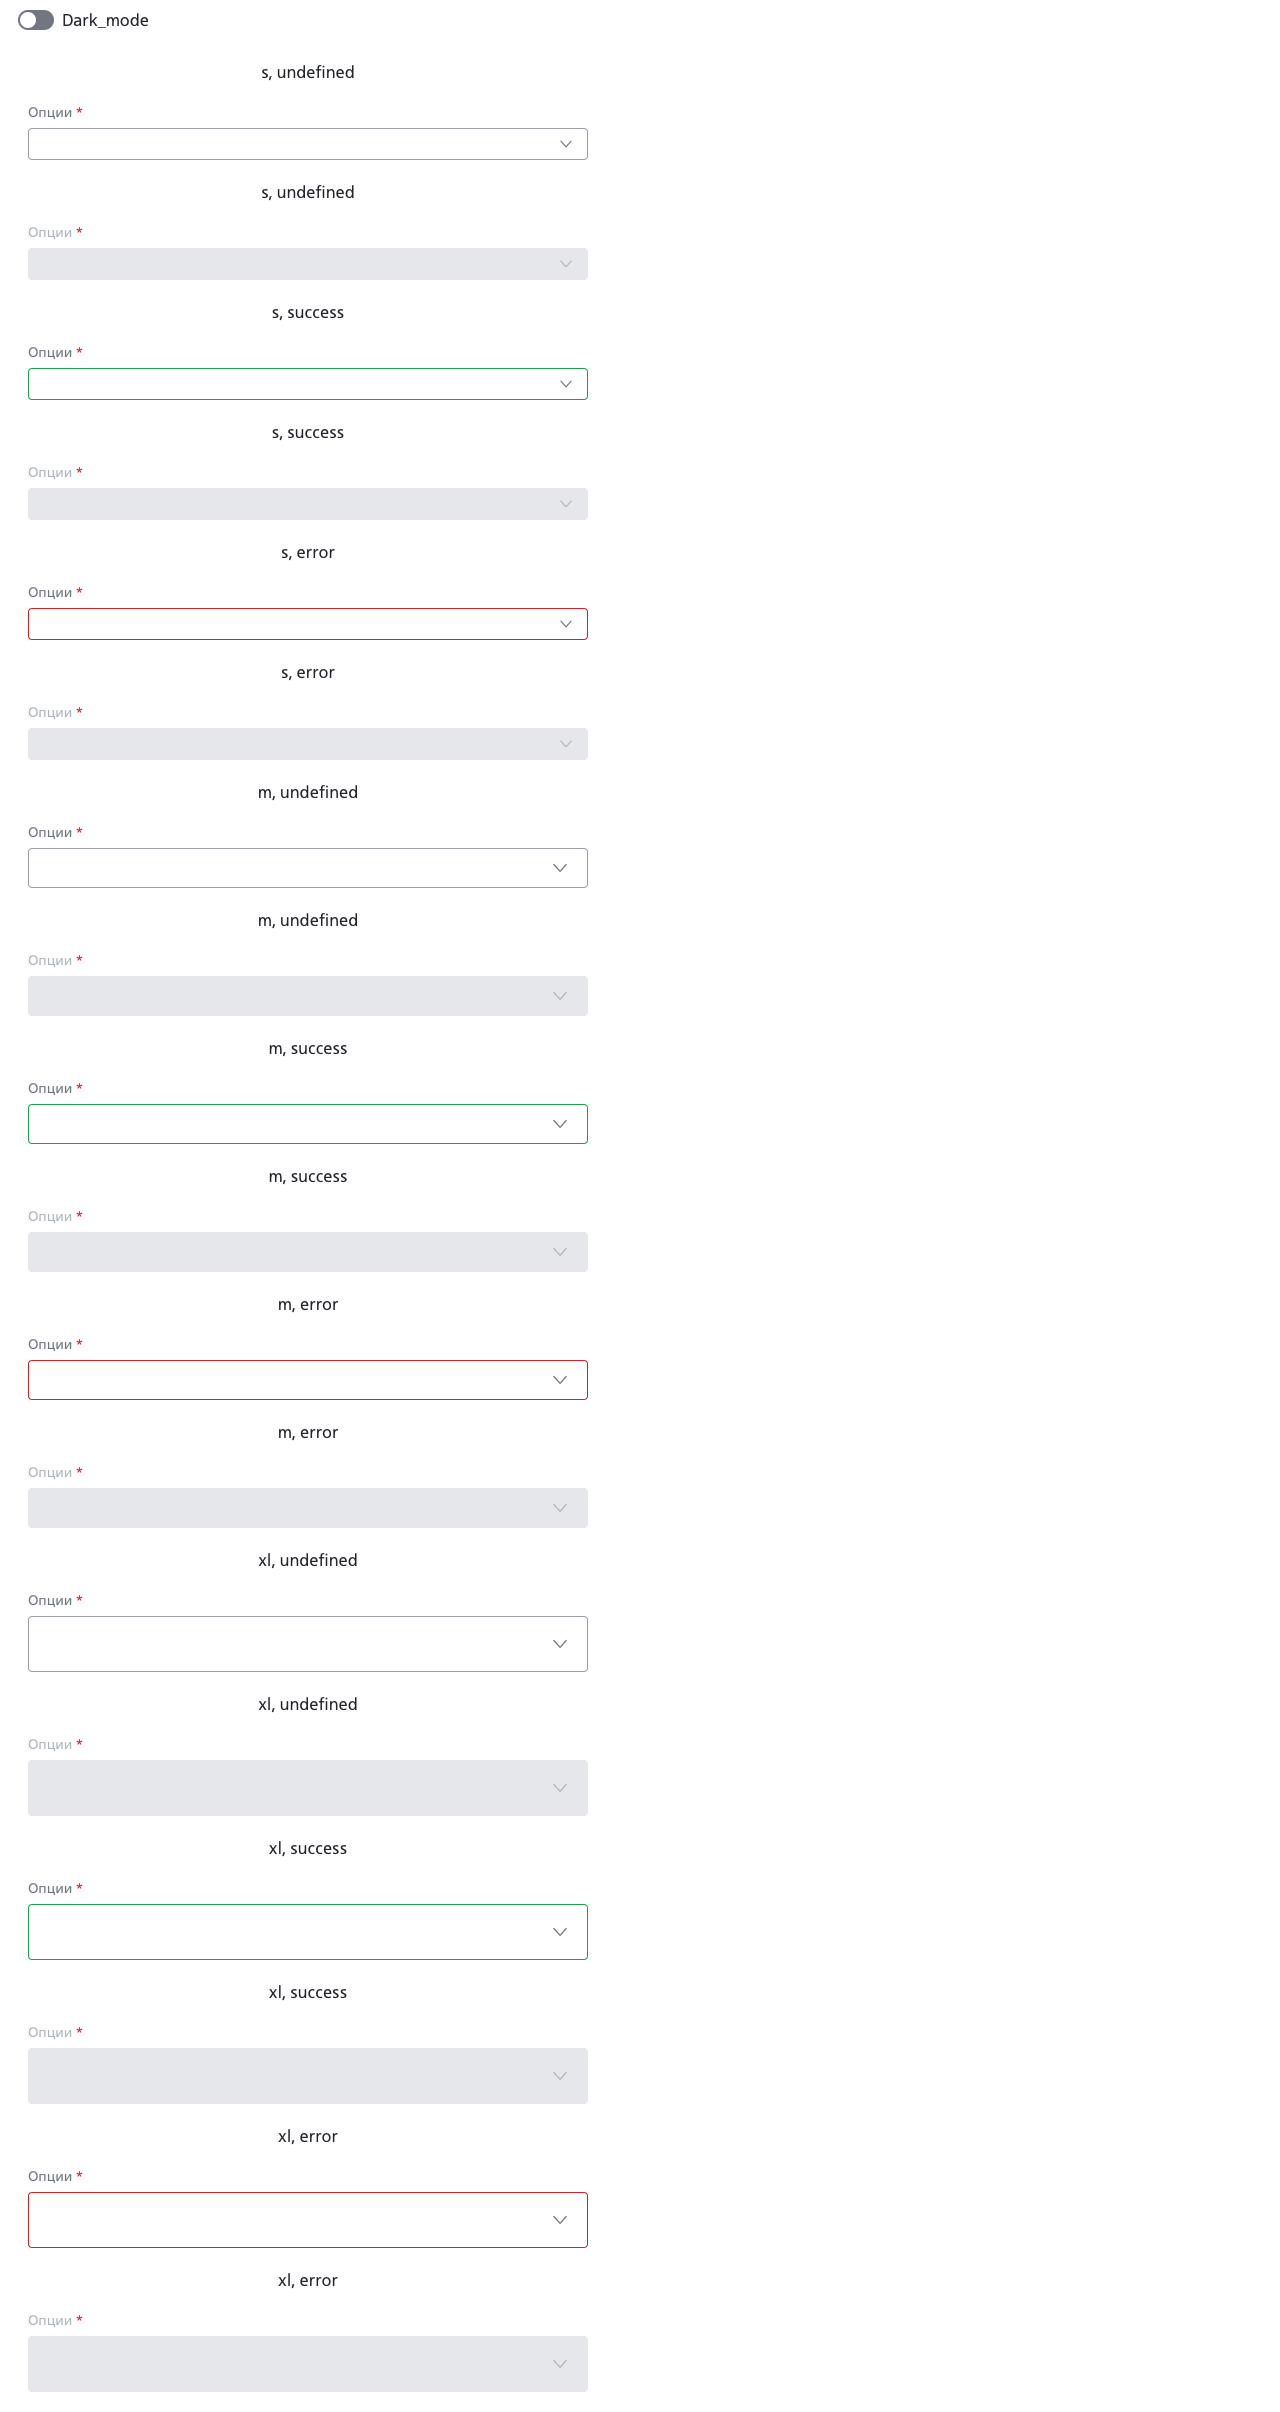 Dark_mode
s, undefined
Опции *
s, undefined
Опции *
s, success
Опции *
s, success
Опции *
s, error
Опции *
s, error
Опции *
m, undefined
Опции *
m, undefined
Опции *
m, success
Опции *
m, success
Опции *
m, error
Опции *
m, error
Опции *
xl, undefined
Опции *
xl, undefined
Опции *
xl, success
Опции *
xl, success
Опции *
xl, error
Опции *
xl, error
Опции *